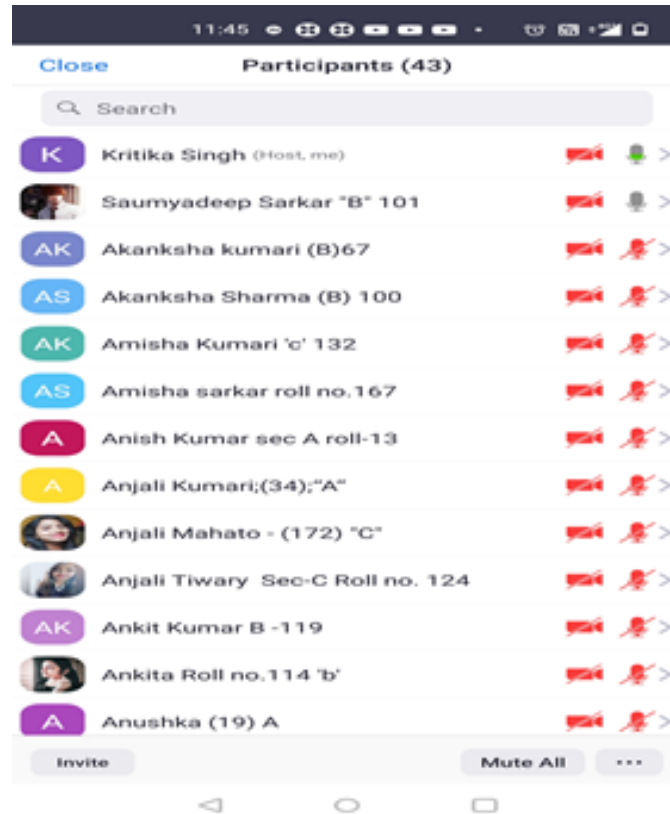 11:45
Close Participants (43)
Search
K Kritika Singh (Host, me)
Saumyadeep Sarkar "B" 101
AK Akanksha kumari (B)67
AS Akanksha Sharma (B) 100
AK Amisha Kumari 'c' 132
AS Amisha sarkar roll no.167
A Anish Kumar sec A roll-13
A Anjali Kumari;(34);"A"
Anjali Mahato - (172) "C"
Anjali Tiwary Sec-C Roll no. 124
AK Ankit Kumar B -119
Ankita Roll no.114 'b'
A Anushka (19) A
Invite Mute All ...